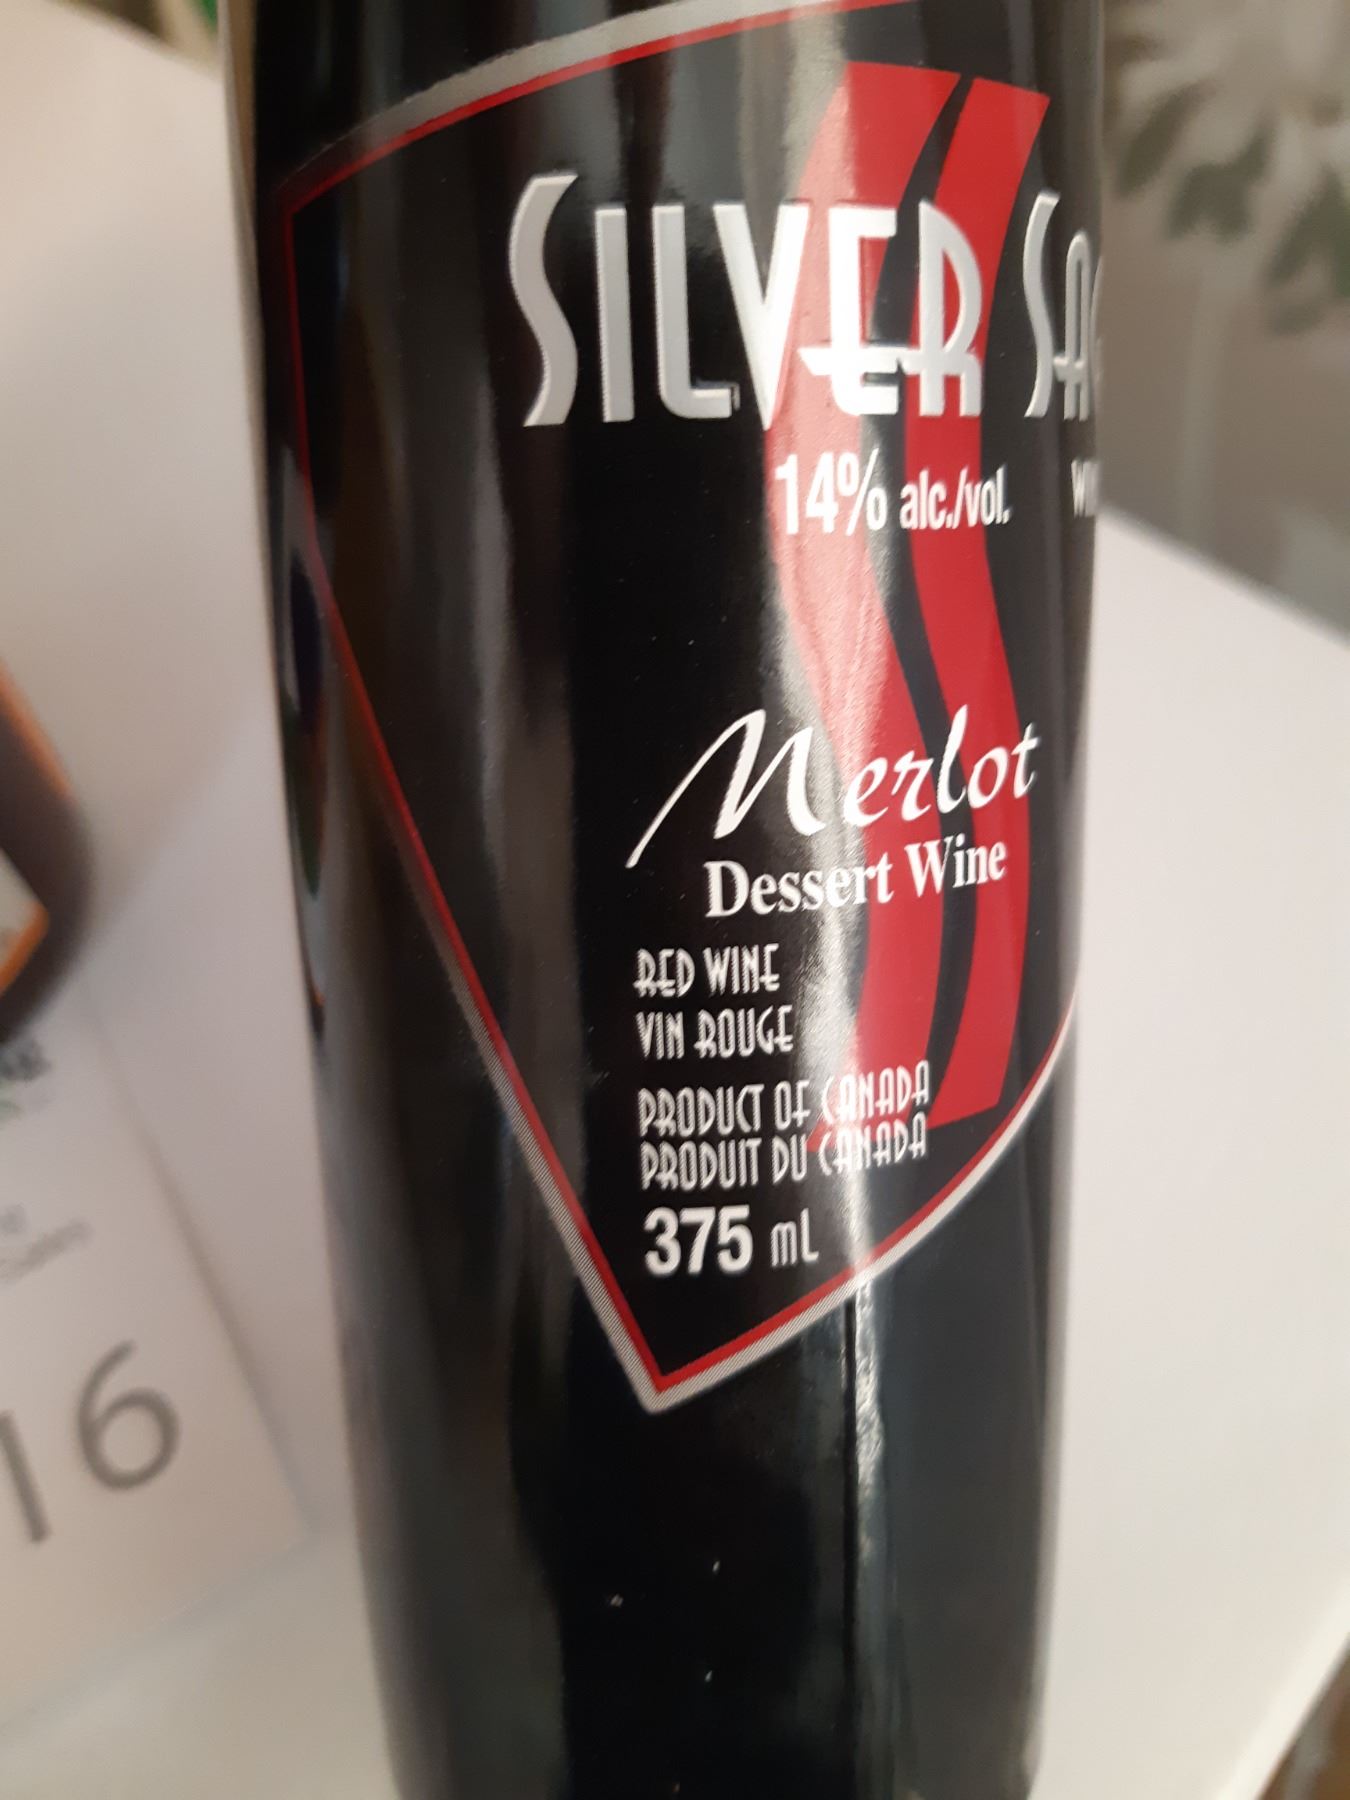 SILVER SA
14% alc./vol.
Merlot
Dessert Wine
RED WINE
VIN ROUGE
PRODUCT OF CANADA
PRODUIT DU CANADA
375 mL
16